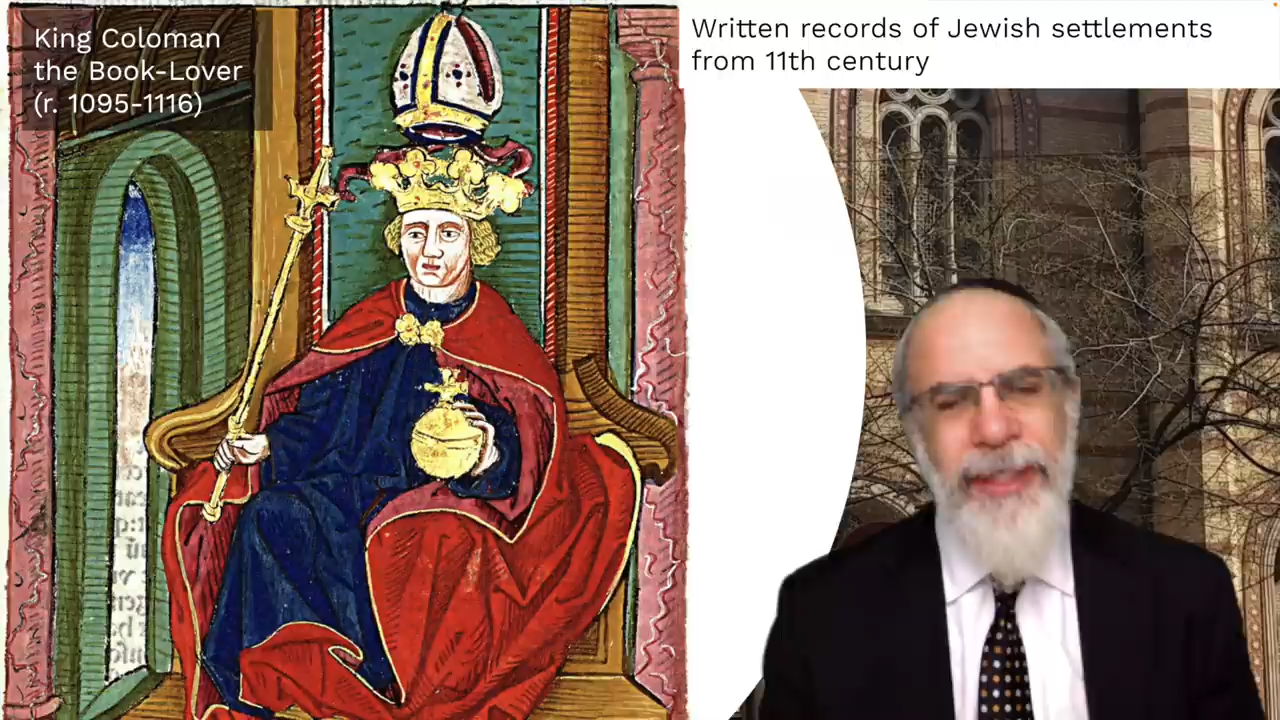 King Coloman
the Book-Lover
(r. 1095-1116)
Written records of Jewish settlements
from 11th century